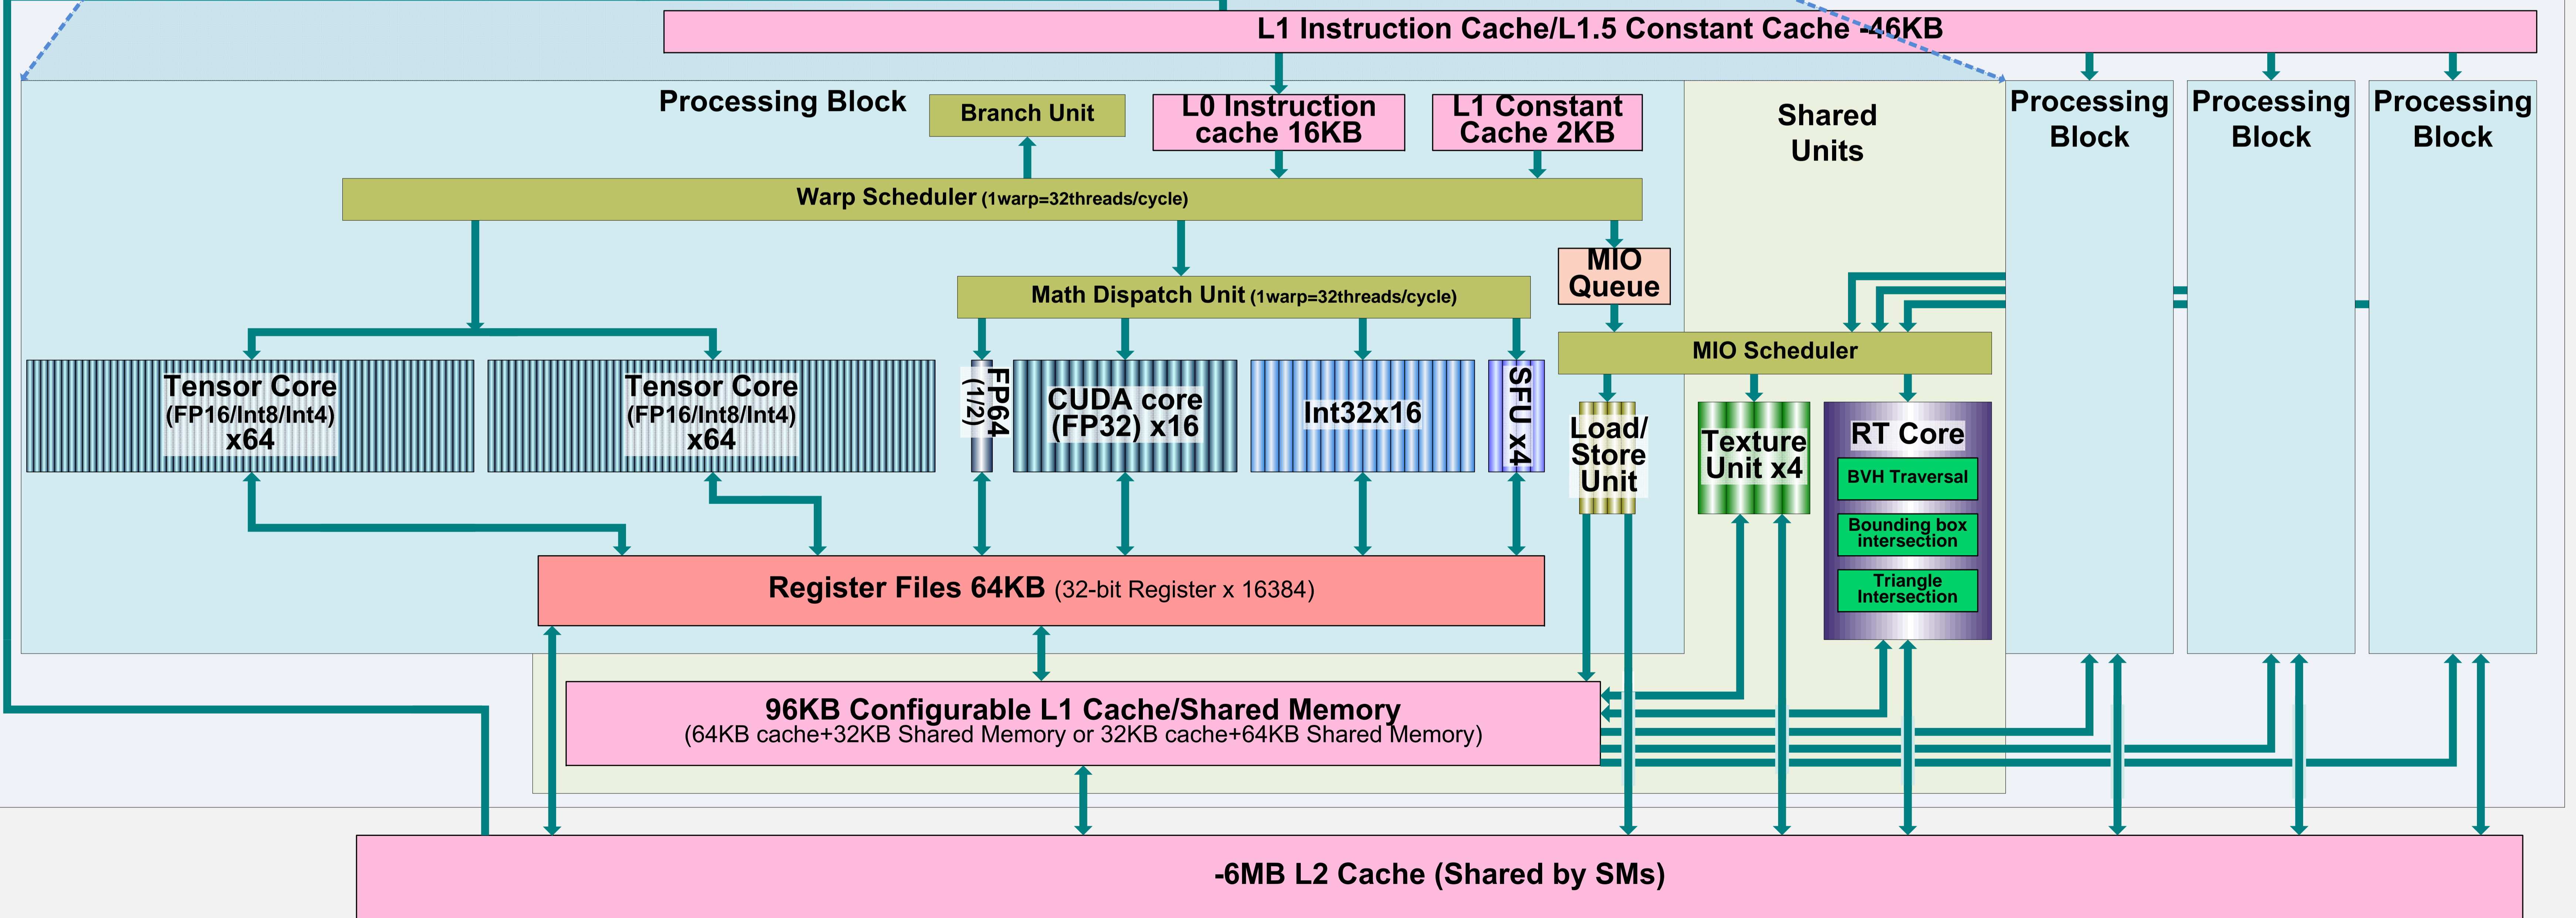 L1 Instruction Cache/L1.5 Constant Cache -46KB
Processing Block
Branch Unit
L0 Instruction
cache 16KB
L1 Constant
Cache 2KB
Shared
Units
Processing
Block
Processing
Block
Processing
Block
Warp Scheduler (1warp=32threads/cycle)
MIO
Queue
Math Dispatch Unit (1warp=32threads/cycle)
MIO Scheduler
Tensor Core
(FP16/Int8/Int4)
x64
Tensor Core
(FP16/Int8/Int4)
x64
FP64
(1/2)
CUDA core
(FP32) x16
Int32x16
SFU x4
Load/
Store
Unit
Texture
Unit x4
RT Core
BVH Traversal
Bounding box
intersection
Triangle
Intersection
Register Files 64KB (32-bit Register x 16384)
96KB Configurable L1 Cache/Shared Memory
(64KB cache+32KB Shared Memory or 32KB cache+64KB Shared Memory)
-6MB L2 Cache (Shared by SMs)